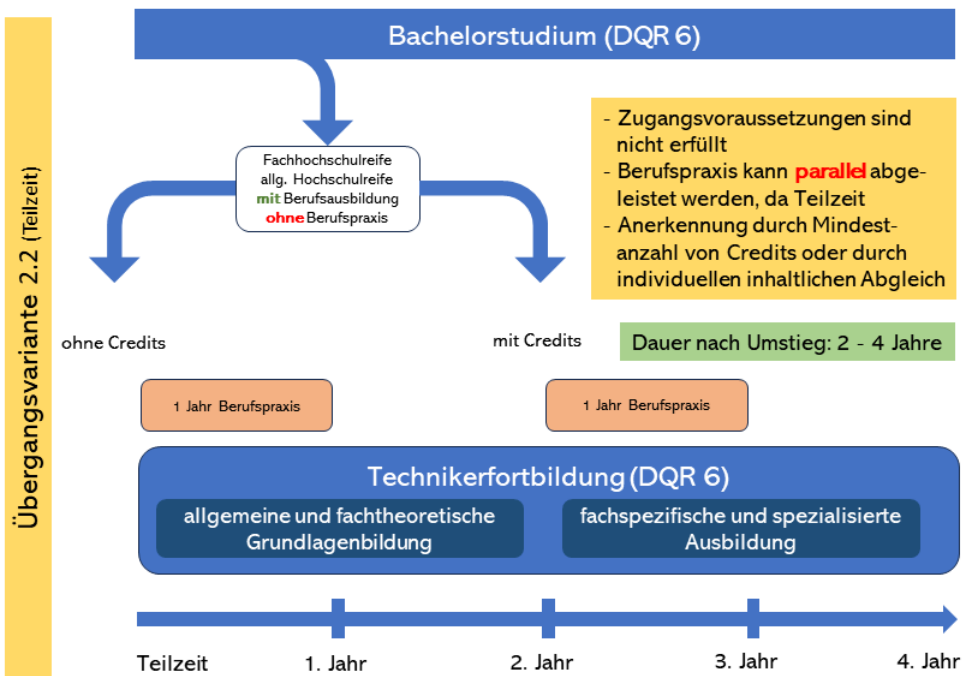 Übergangsvariante 2.2 (Teilzeit)
Bachelorstudium (DQR 6)
Fachhochschulreife
allg. Hochschulreife
mit Berufsausbildung
ohne Berufspraxis
- Zugangsvoraussetzungen sind
nicht erfüllt
- Berufspraxis kann parallel abge-
leistet werden, da Teilzeit
- Anerkennung durch Mindest-
anzahl von Credits oder durch
individuellen inhaltlichen Abgleich
ohne Credits
mit Credits
Dauer nach Umstieg: 2 - 4 Jahre
1 Jahr Berufspraxis
1 Jahr Berufspraxis
Technikerfortbildung (DQR 6)
allgemeine und fachtheoretische
Grundlagenbildung
fachspezifische und spezialisierte
Ausbildung
Teilzeit
1. Jahr
2. Jahr
3. Jahr
4. Jahr